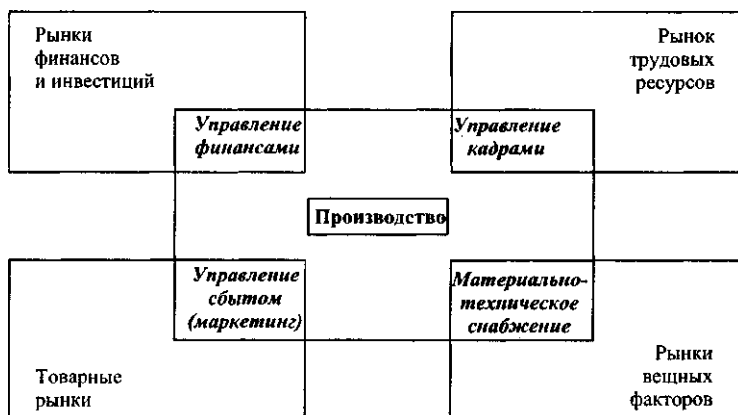 Рынки
финансов
и инвестиций
Рынок
трудовых
ресурсов
Управление
финансами
Управление
кадрами
Производство
Управление
сбытом
(маркетинг)
Материально-
техническое
снабжение
Товарные
рынки
Рынки
вещных
факторов